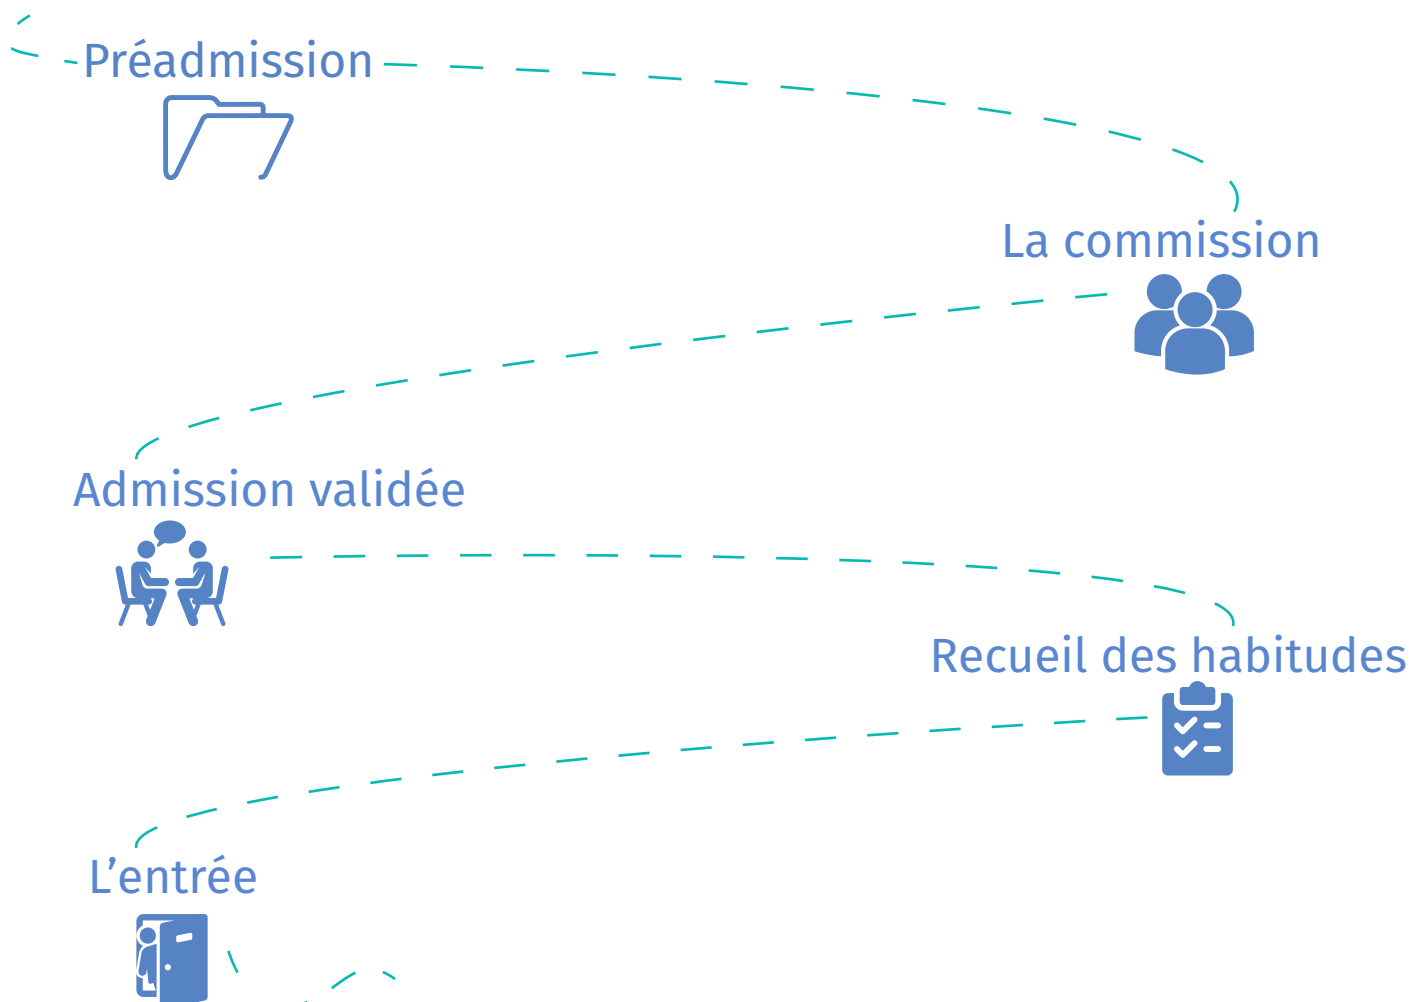 Préadmission
La commission
Admission validée
Recueil des habitudes
L’entrée